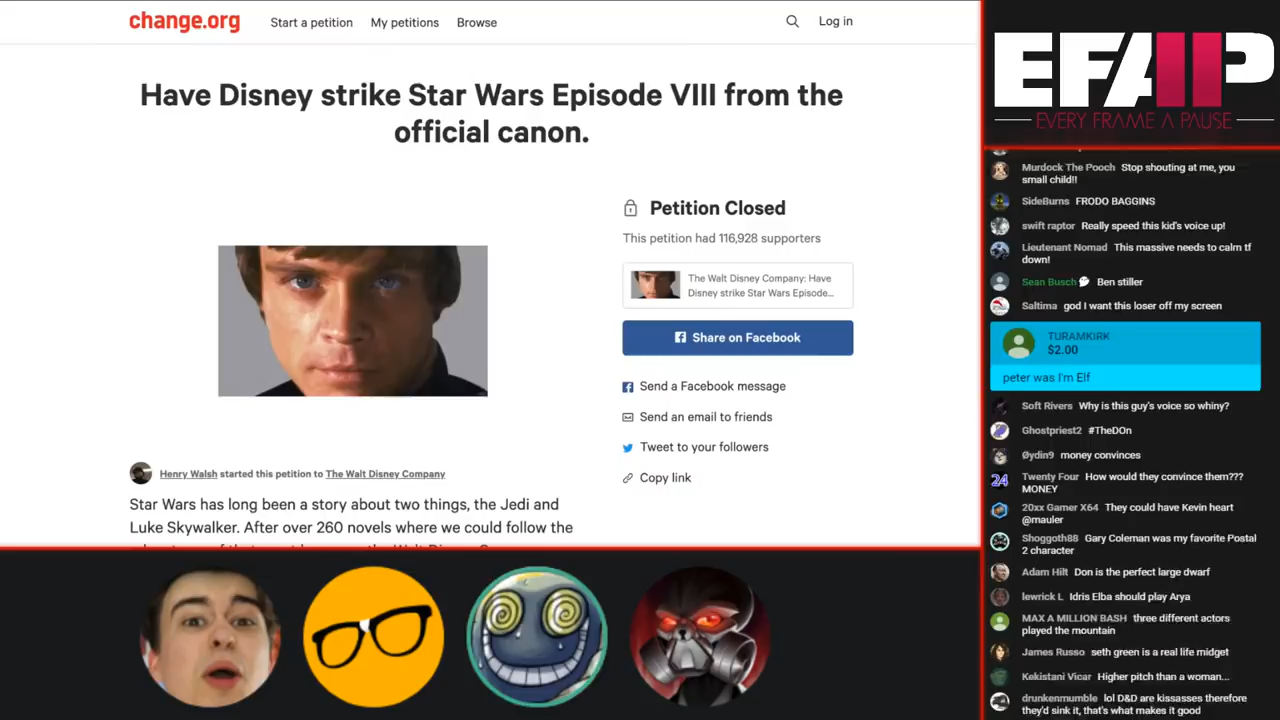 change.org
Start a petition
My petitions
Browse
Log in
Have Disney strike Star Wars Episode VIII from the
official canon.
Petition Closed
This petition had 116,928 supporters
The Walt Disney Company: Have
Disney strike Star Wars Episode...
Share on Facebook
Send a Facebook message
Send an email to friends
Tweet to your followers
Copy link
Henry Walsh started this petition to The Walt Disney Company
Star Wars has long been a story about two things, the Jedi and
Luke Skywalker. After over 260 novels where we could follow the
EFAP
EVERY FRAME A PAUSE
Murdock The Pooch Stop shouting at me, you
small child!!
SideBurns FRODO BAGGINS
swift raptor Really speed this kid's voice up!
Lieutenant Nomad This massive needs to calm tf
down!
Sean Busch Ben stiller
Saltima god I want this loser off my screen
TURAMKIRK
$2.00
peter was I'm Elf
Soft Rivers Why is this guy's voice so whiny?
Ghostpriest2 #TheDOn
Øydin9 money convinces
24
Twenty Four How would they convince them???
MONEY
20xx Gamer X64 They could have Kevin heart
@mauler
Shoggoth88 Gary Coleman was my favorite Postal
2 character
Adam Hilt Don is the perfect large dwarf
lewrick L Idris Elba should play Arya
MAX A MILLION BASH three different actors
played the mountain
James Russo seth green is a real life midget
Kekistani Vicar Higher pitch than a woman...
drunkenmumble lol D&D are kissasses therefore
they'd sink it, that's what makes it good